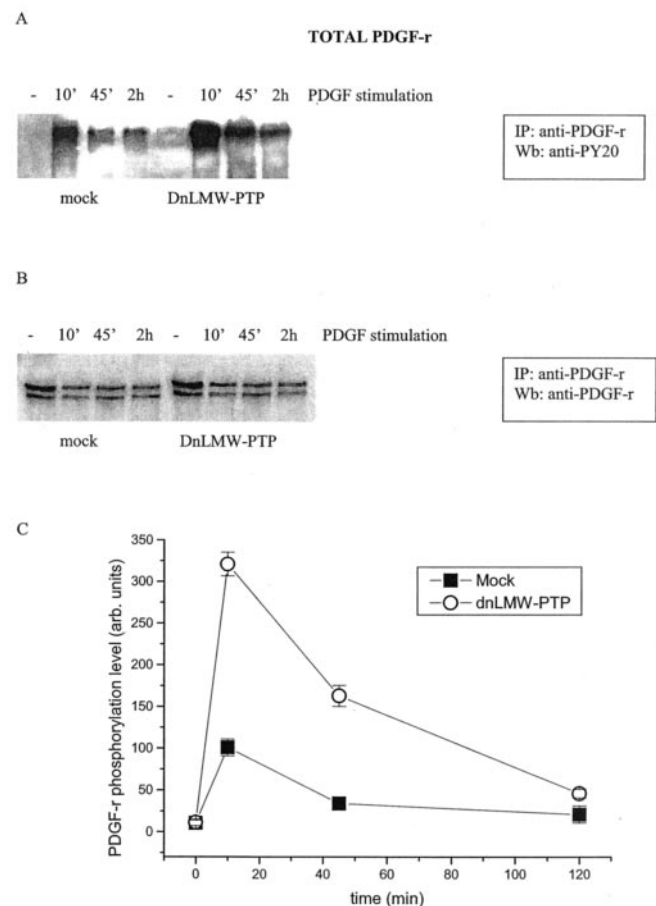 A
TOTAL PDGF-r
- 10’ 45’ 2h - 10’ 45’ 2h PDGF stimulation
IP: anti-PDGF-r
Wb: anti-PY20
mock DnLMW-PTP
B
- 10’ 45’ 2h - 10’ 45’ 2h PDGF stimulation
IP: anti-PDGF-r
Wb: anti-PDGF-r
mock DnLMW-PTP
C
PDGF-r phosphorylation level (arb. units)
350
300
250
200
150
100
50
0
Mock
dnLMW-PTP
0 20 40 60 80 100 120
time (min)